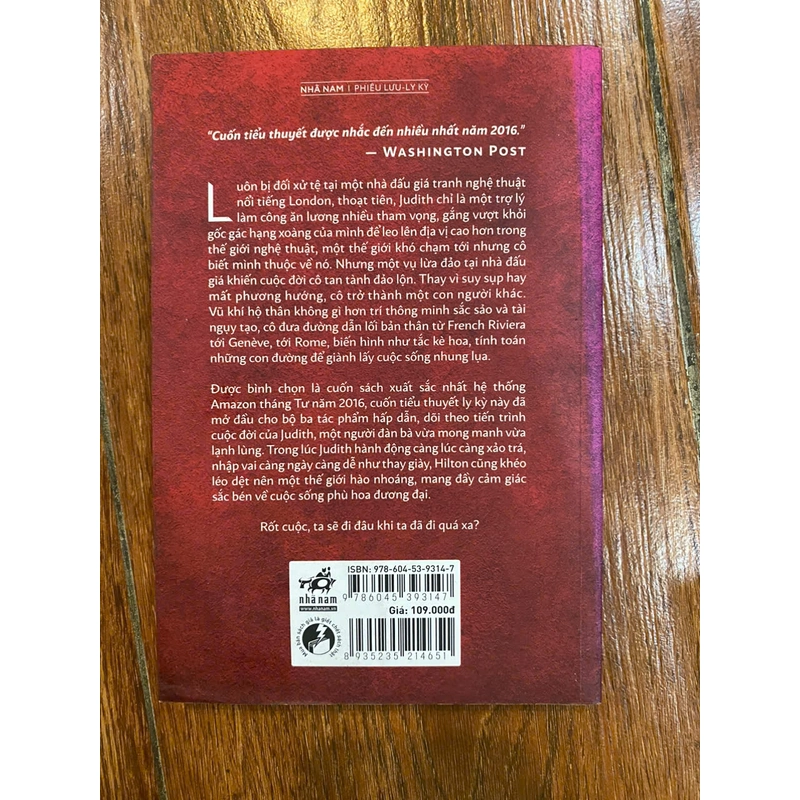 NHÃ NAM | PHIÊU LƯU-LY KỲ
"Cuốn tiểu thuyết được nhắc đến nhiều nhất năm 2016."
— WASHINGTON POST
Luôn bị đối xử tệ tại một nhà đấu giá tranh nghệ thuật
nổi tiếng London, thoạt tiên, Judith chỉ là một trợ lý
làm công ăn lương nhiều tham vọng, gắng vượt khỏi
gốc gác hạng xoàng của mình để leo lên địa vị cao hơn trong
thế giới nghệ thuật, một thế giới khó chạm tới nhưng cô
biết mình thuộc về nó. Nhưng một vụ lừa đảo tại nhà đấu
giá khiến cuộc đời cô tan tành đảo lộn. Thay vì suy sụp hay
mất phương hướng, cô trở thành một con người khác.
Vũ khí hộ thân không gì hơn trí thông minh sắc sảo và tài
ngụy tạo, cô đưa đường dẫn lối bản thân từ French Riviera
tới Genève, tới Rome, biến hình như tắc kè hoa, tính toán
những con đường để giành lấy cuộc sống nhung lụa.
Được bình chọn là cuốn sách xuất sắc nhất hệ thống
Amazon tháng Tư năm 2016, cuốn tiểu thuyết ly kỳ này đã
mở đầu cho bộ ba tác phẩm hấp dẫn, dõi theo tiến trình
cuộc đời của Judith, một người đàn bà vừa mong manh vừa
lạnh lùng. Trong lúc Judith hành động càng lúc càng xảo trá,
nhập vai càng ngày càng dễ như thay giày, Hilton cũng khéo
léo dệt nên một thế giới hào nhoáng, mang đầy cảm giác
sắc bén về cuộc sống phù hoa đương đại.
Rốt cuộc, ta sẽ đi đâu khi ta đã đi quá xa?
nhã nam
www.nhanam.vn
Mua bán sách giả là giết chết sách thật
ISBN: 978-604-53-9314-7
9 786045 393147
Giá: 109.000đ
8 935235 214651